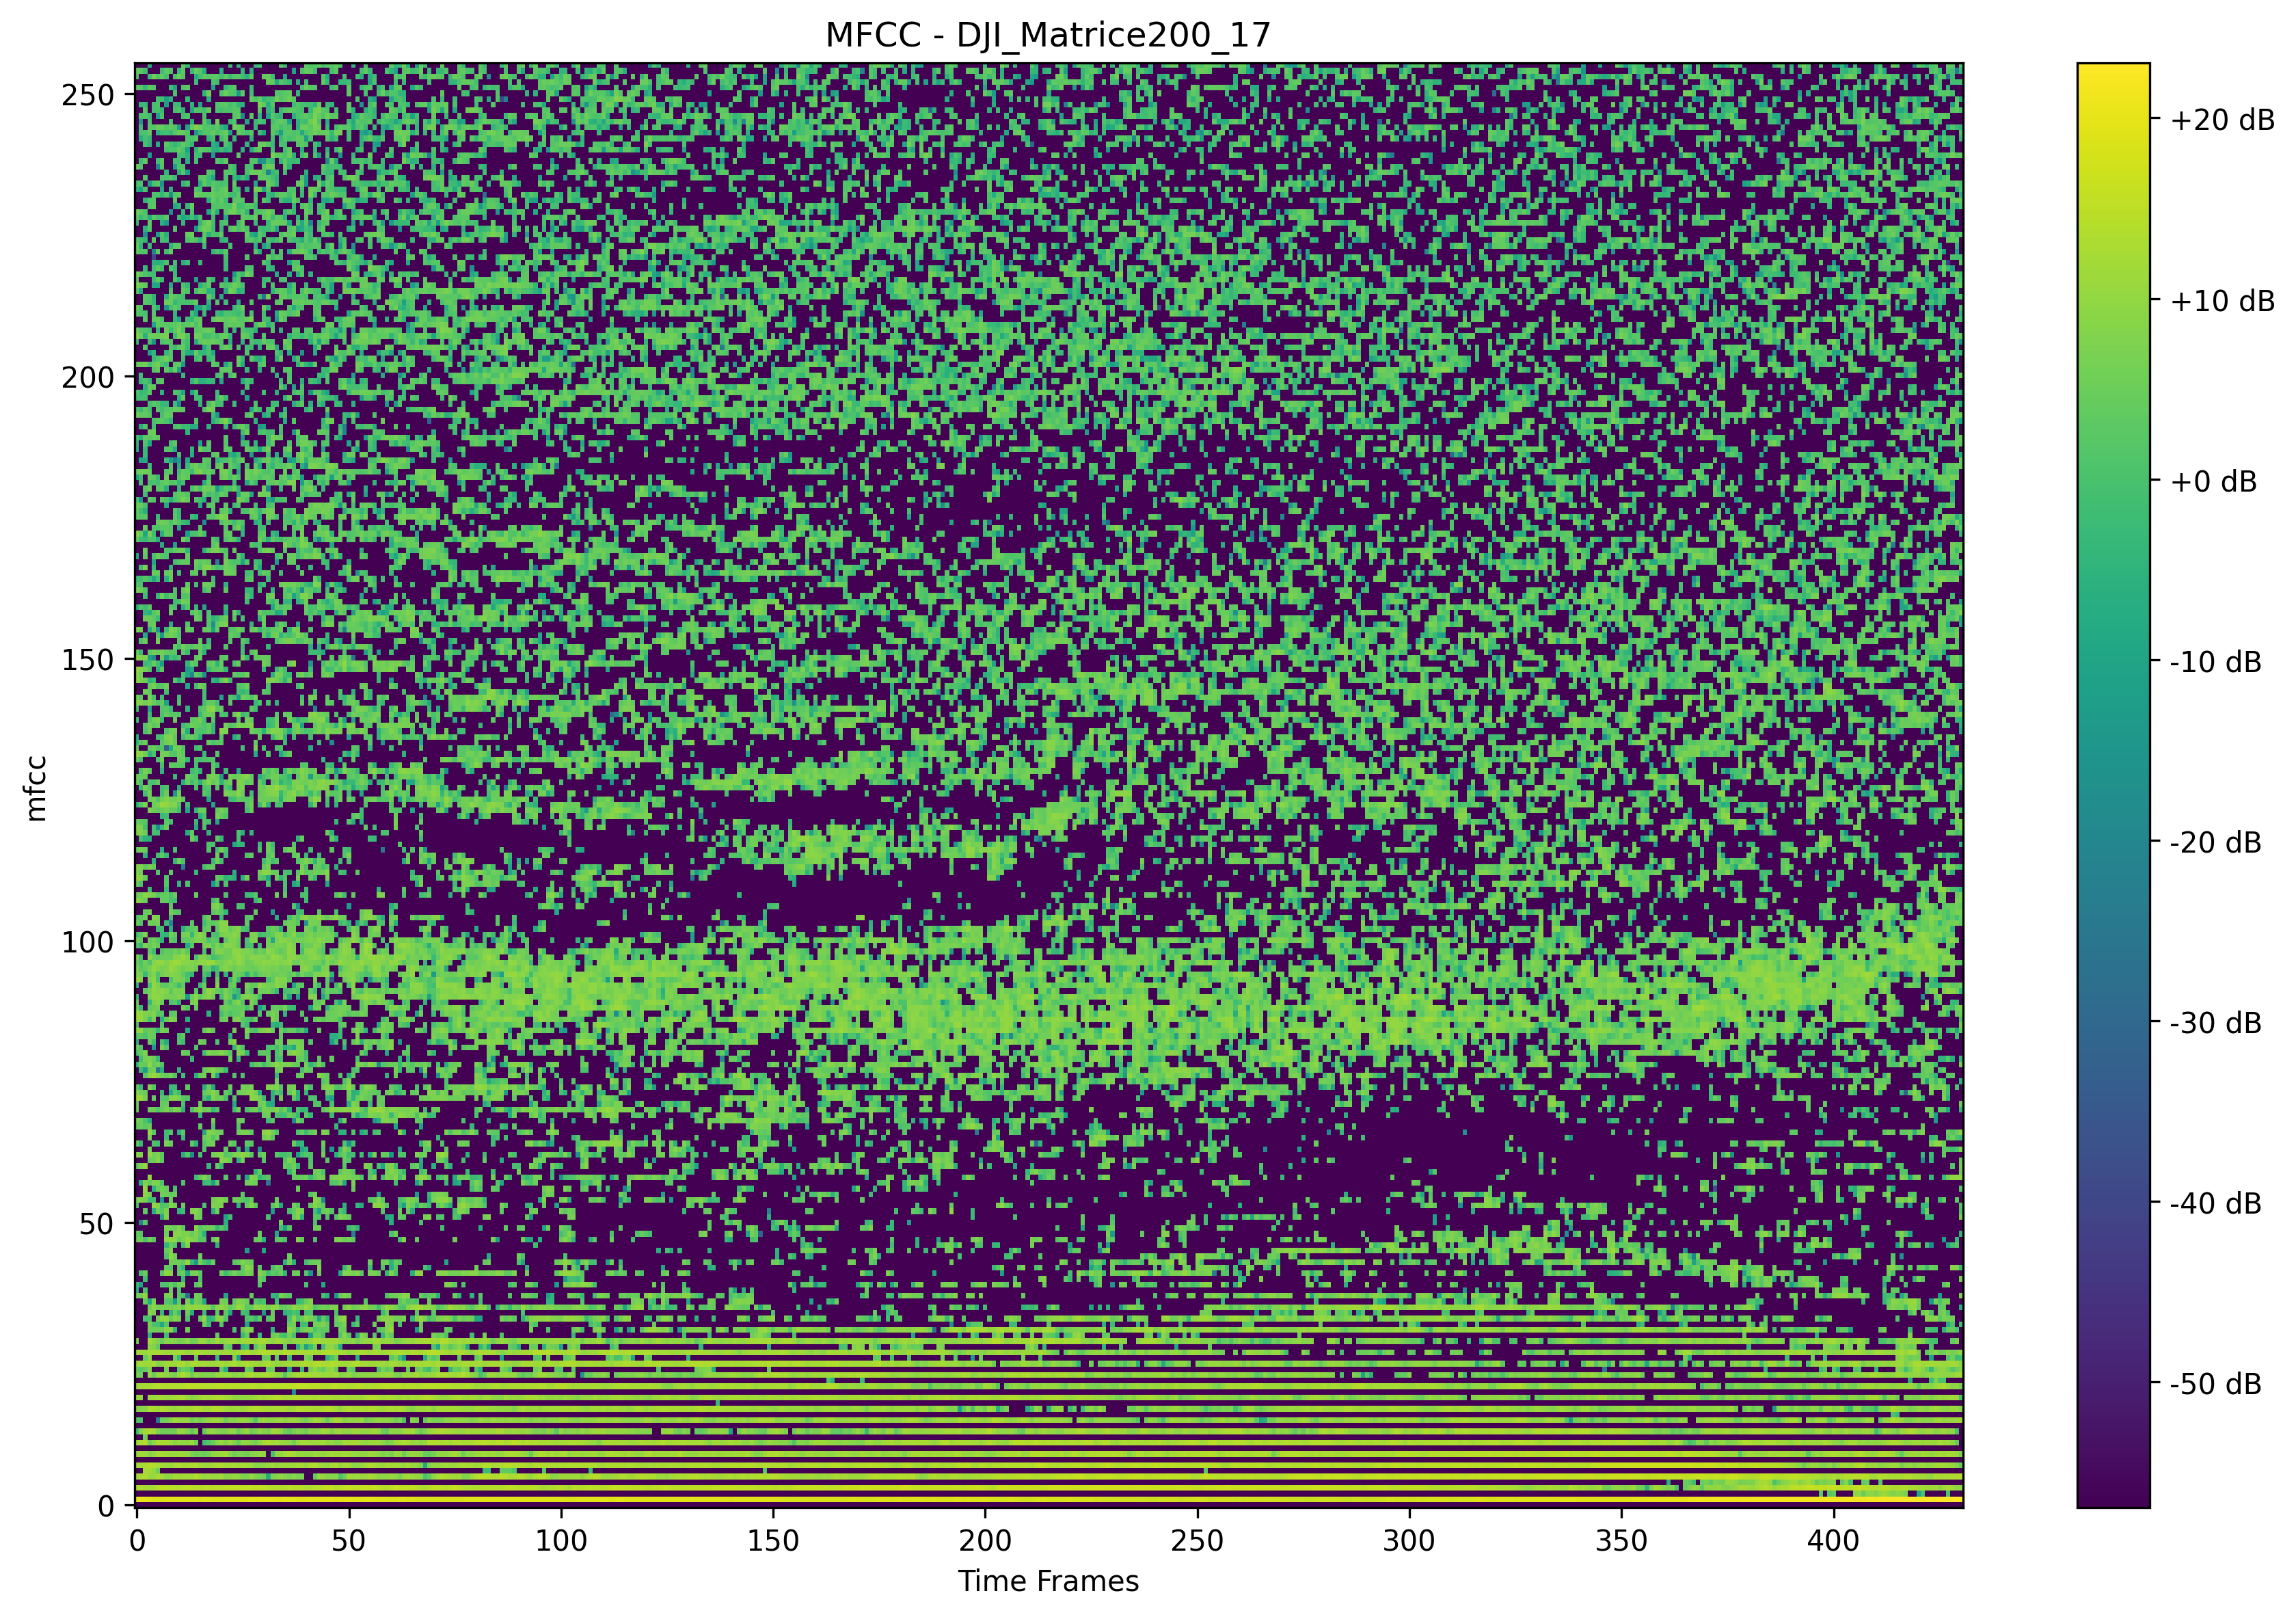 MFCC - DJI_Matrice200_17
250
200
150
100
50
0
mfcc
0 50 100 150 200 250 300 350 400
Time Frames
+20 dB
+10 dB
+0 dB
-10 dB
-20 dB
-30 dB
-40 dB
-50 dB